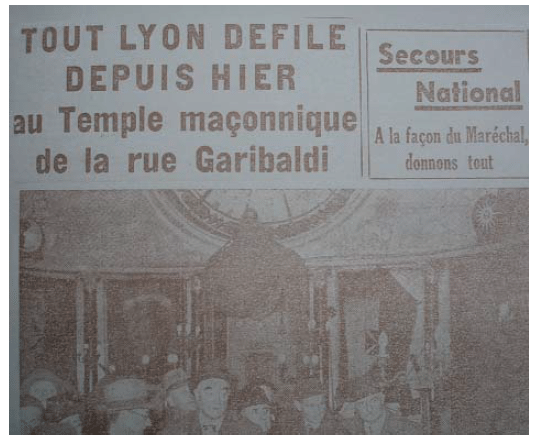 TOUT LYON DEFILE
DEPUIS HIER
au Temple maçonnique
de la rue Garibaldi
Secours
National
A la façon du Maréchal,
donnons tout